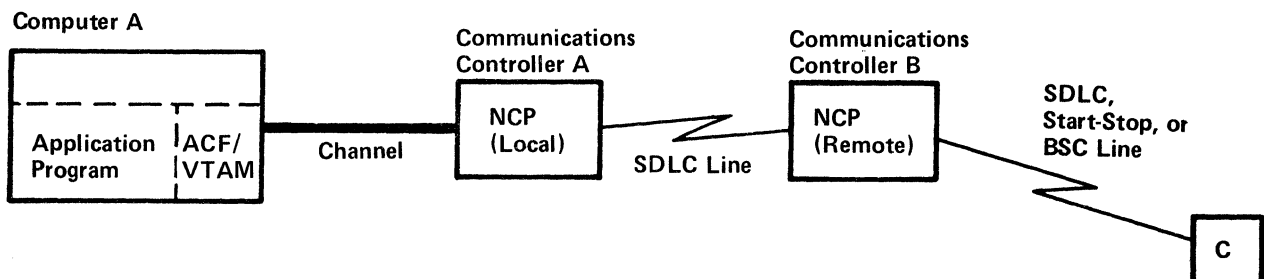 Computer A
Application
Program
ACF/
VTAM
Channel
Communications
Controller A
NCP
(Local)
SDLC Line
Communications
Controller B
NCP
(Remote)
SDLC,
Start-Stop, or
BSC Line
C